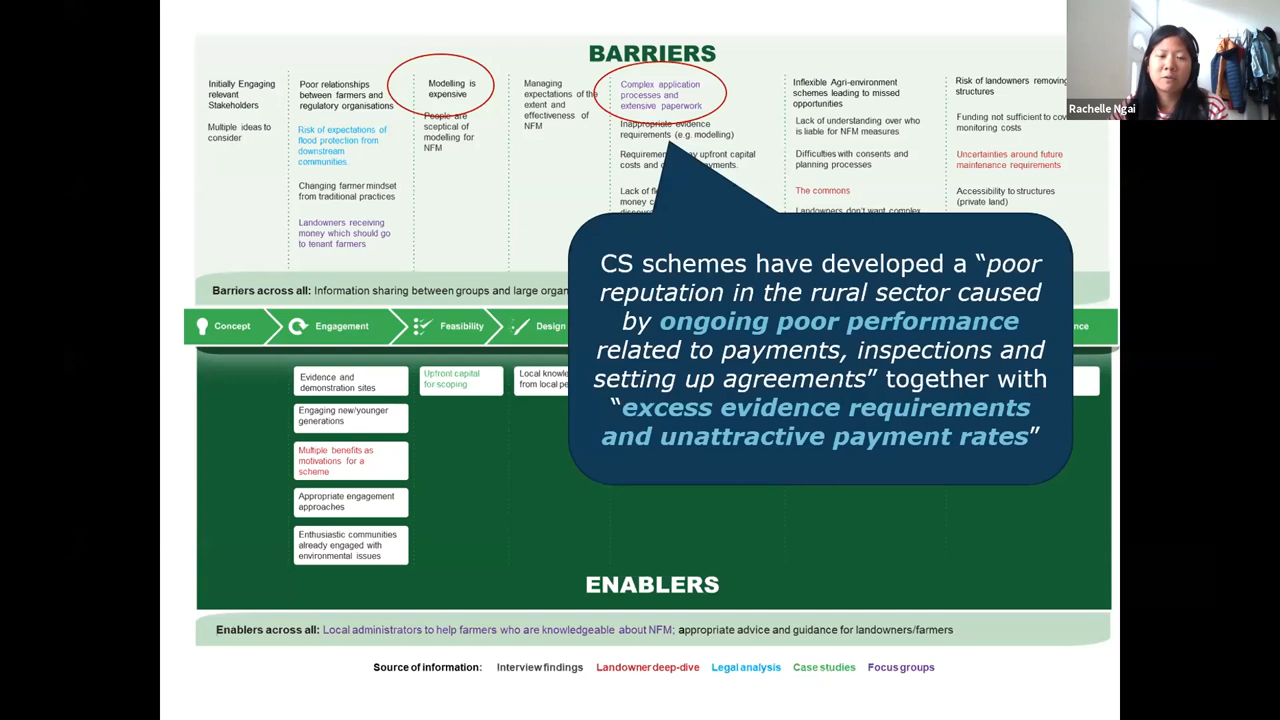 BARRIERS
Initially Engaging
relevant
Stakeholders
Multiple ideas to
consider
Poor relationships
between farmers and
regulatory organisations
Risk of expectations of
flood protection from
downstream
communities.
Changing farmer mindset
from traditional practices
Landowners receiving
money which should go
to tenant farmers
Modelling is
expensive
People are
sceptical of
modelling for
NFM
Managing
expectations of the
extent and
effectiveness of
NFM
Complex application
processes and
extensive paperwork
Inappropriate evidence
requirements (e.g. modelling)
upfront capital
costs and
Lack of
money
Inflexible Agri-environment
schemes leading to missed
opportunities
Lack of understanding over who
is liable for NFM measures
Difficulties with consents and
planning processes
The commons
Landowners don't want complex
Risk of landowners removing
structures
Funding not sufficient to
monitoring costs
Uncertainties around future
maintenance requirements
Accessibility to structures
(private land)
Rachelle Ngai
CS schemes have developed a “poor
reputation in the rural sector caused
by ongoing poor performance
related to payments, inspections and
setting up agreements” together with
“excess evidence requirements
and unattractive payment rates”
Barriers across all: Information sharing between groups and large
Concept
Engagement
Feasibility
Design
Evidence and
demonstration sites
Engaging new/younger
generations
Multiple benefits as
motivations for a
scheme
Appropriate engagement
approaches
Enthusiastic communities
already engaged with
environmental issues
Upfront capital
for scoping
Local
from local
ENABLERS
Enablers across all: Local administrators to help farmers who are knowledgeable about NFM; appropriate advice and guidance for landowners/farmers
Source of information: Interview findings Landowner deep-dive Legal analysis Case studies Focus groups